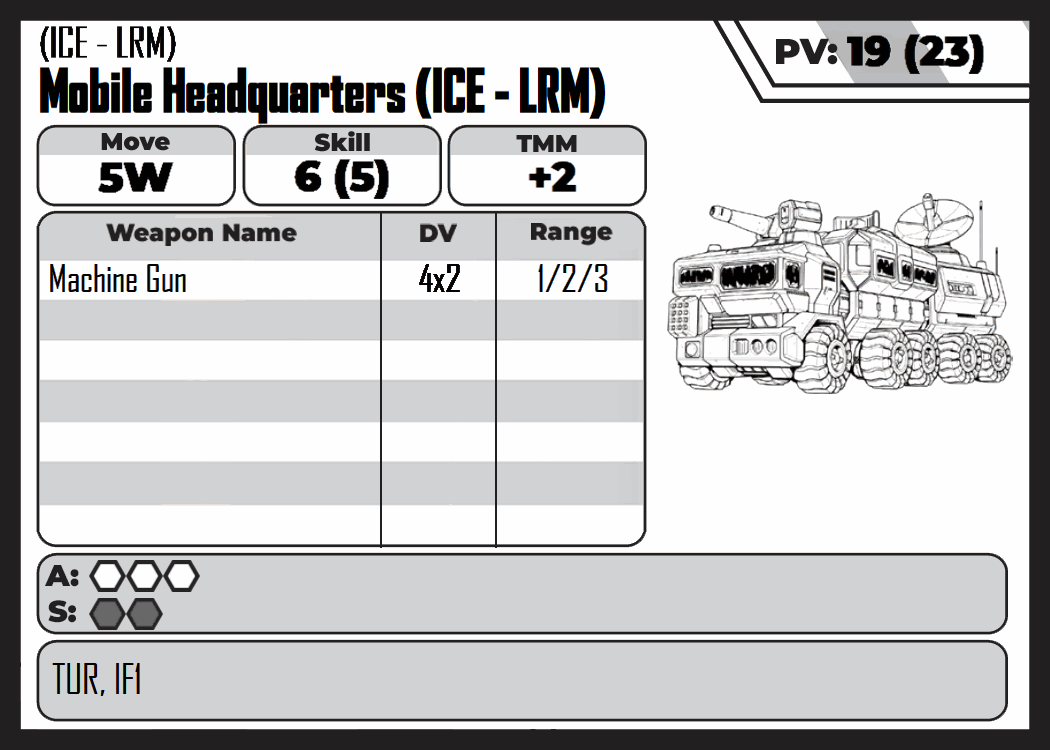 (ICE - LRM)
PV: 19 (23)
Mobile Headquarters (ICE - LRM)
Move Skill TMM
5W 6 (5) +2
Weapon Name DV Range
Machine Gun 4x2 1/2/3
A:
S:
TUR, IF1